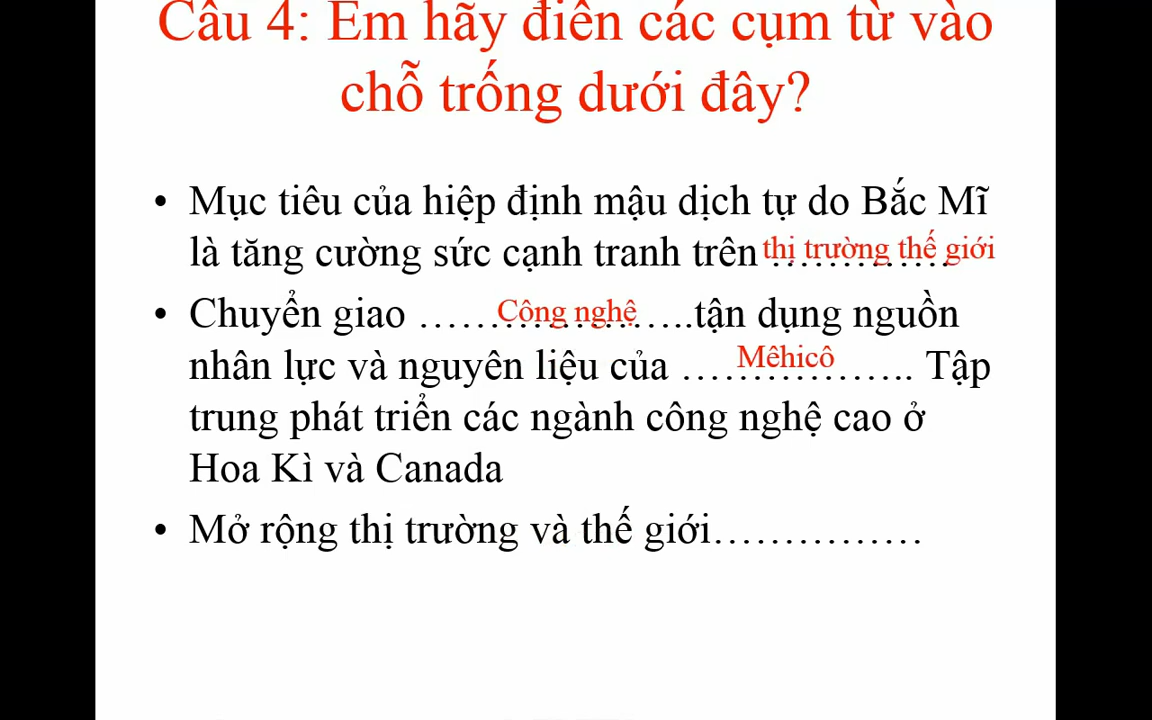 Câu 4: Em hãy điền các cụm từ vào
chỗ trống dưới đây?
• Mục tiêu của hiệp định mậu dịch tự do Bắc Mĩ
là tăng cường sức cạnh tranh trên thị trường thế giới
• Chuyển giao ……Công nghệ……..tận dụng nguồn
nhân lực và nguyên liệu của ……Mêhicô…….. Tập
trung phát triển các ngành công nghệ cao ở
Hoa Kì và Canada
• Mở rộng thị trường và thế giới……………